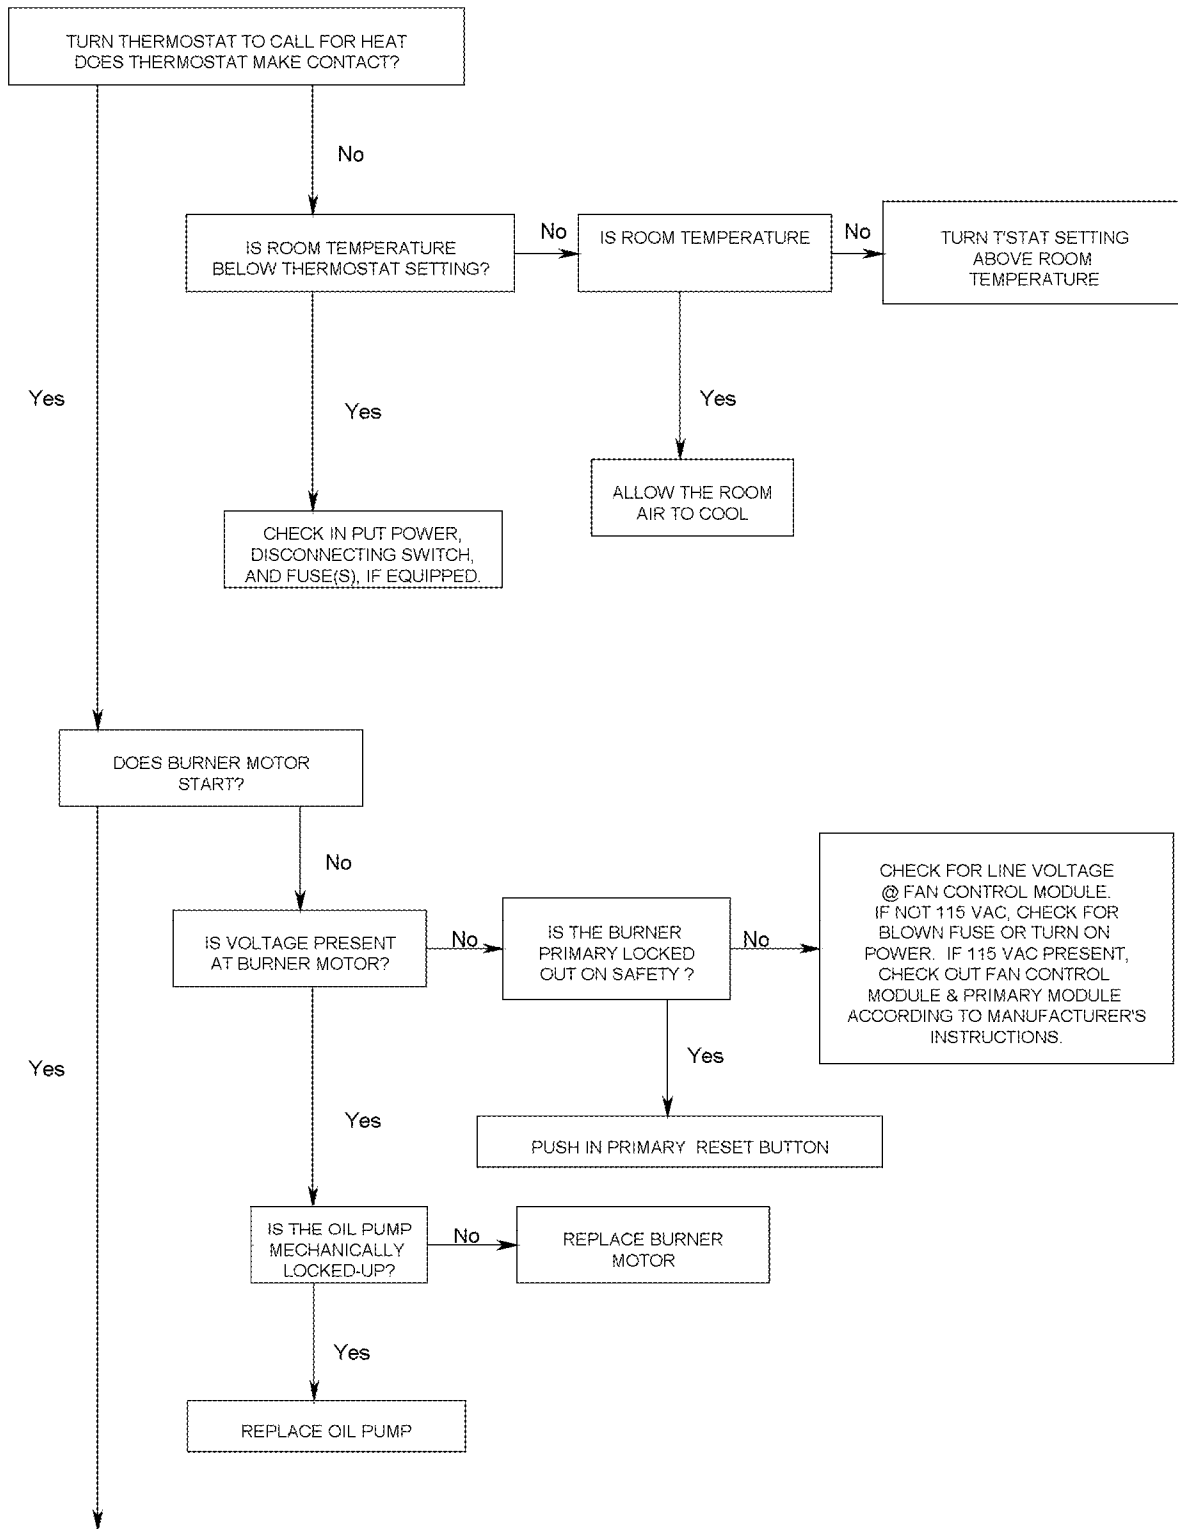 TURN THERMOSTAT TO CALL FOR HEAT
DOES THERMOSTAT MAKE CONTACT?
No
IS ROOM TEMPERATURE
BELOW THERMOSTAT SETTING?
No
IS ROOM TEMPERATURE
No
TURN T'STAT SETTING
ABOVE ROOM
TEMPERATURE
Yes
Yes
Yes
ALLOW THE ROOM
AIR TO COOL
CHECK IN PUT POWER,
DISCONNECTING SWITCH,
AND FUSE(S), IF EQUIPPED.
DOES BURNER MOTOR
START?
No
IS VOLTAGE PRESENT
AT BURNER MOTOR?
No
IS THE BURNER
PRIMARY LOCKED
OUT ON SAFETY ?
No
CHECK FOR LINE VOLTAGE
@ FAN CONTROL MODULE.
IF NOT 115 VAC, CHECK FOR
BLOWN FUSE OR TURN ON
POWER.  IF 115 VAC PRESENT,
CHECK OUT FAN CONTROL
MODULE & PRIMARY MODULE
ACCORDING TO MANUFACTURER'S
INSTRUCTIONS.
Yes
Yes
Yes
PUSH IN PRIMARY  RESET BUTTON
IS THE OIL PUMP
MECHANICALLY
LOCKED-UP?
No
REPLACE BURNER
MOTOR
Yes
REPLACE OIL PUMP